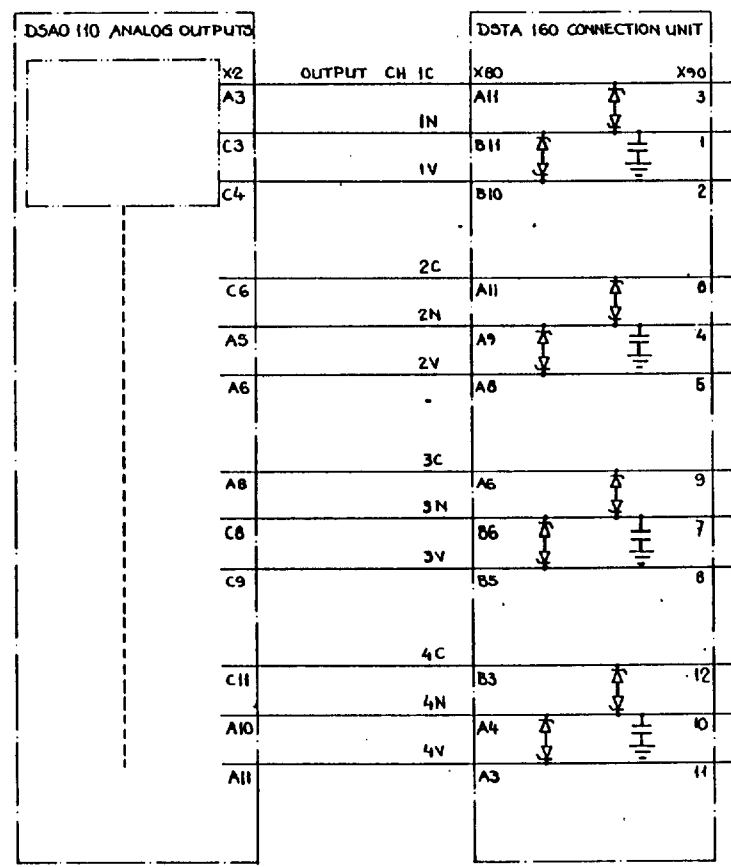 DSAO 110 ANALOG OUTPUTS DSTA 160 CONNECTION UNIT
X2 OUTPUT CH 1C X80 X90
A3 A11 3
1N
C3 B11 1
1V
C4 B10 2
2C
C6 A11 6
2N
A5 A9 4
2V
A6 A8 5
3C
A8 A6 9
3N
C8 B6 7
3V
C9 B5 8
4C
C11 B3 12
4N
A10 A4 10
4V
A11 A3 11